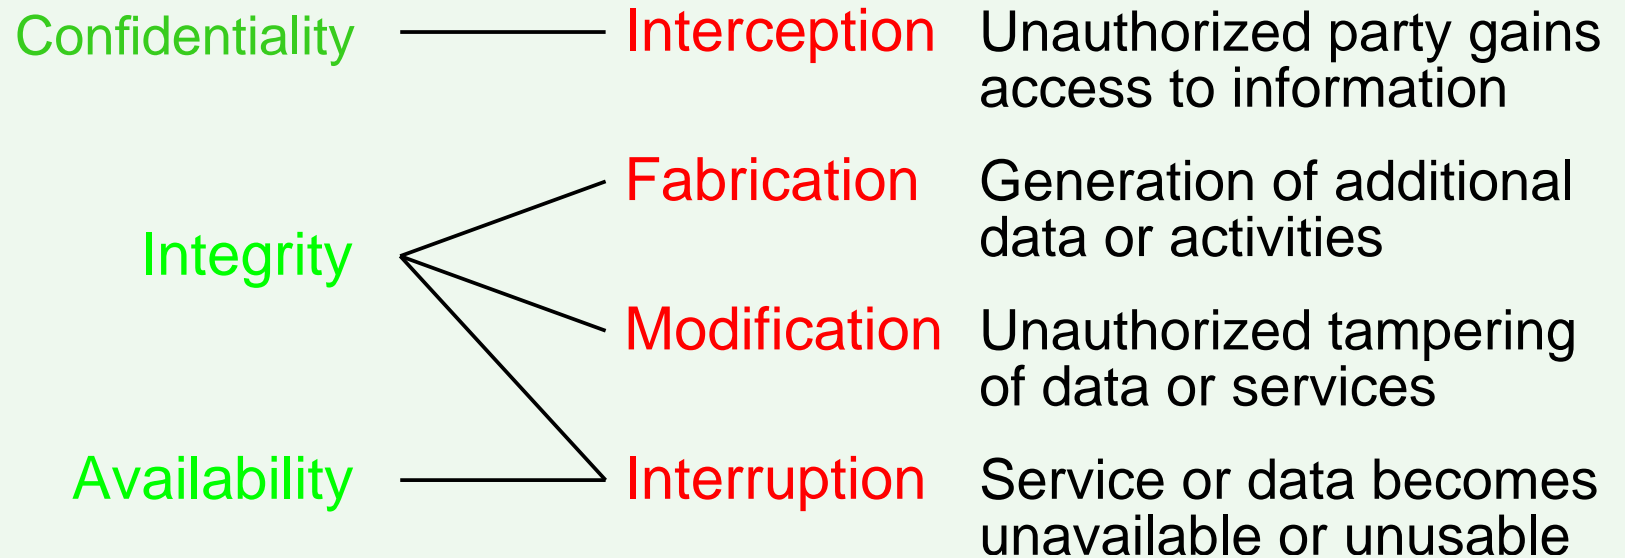 Confidentiality Interception Unauthorized party gains
access to information
Fabrication Generation of additional
data or activities
Integrity
Modification Unauthorized tampering
of data or services
Availability Interruption Service or data becomes
unavailable or unusable